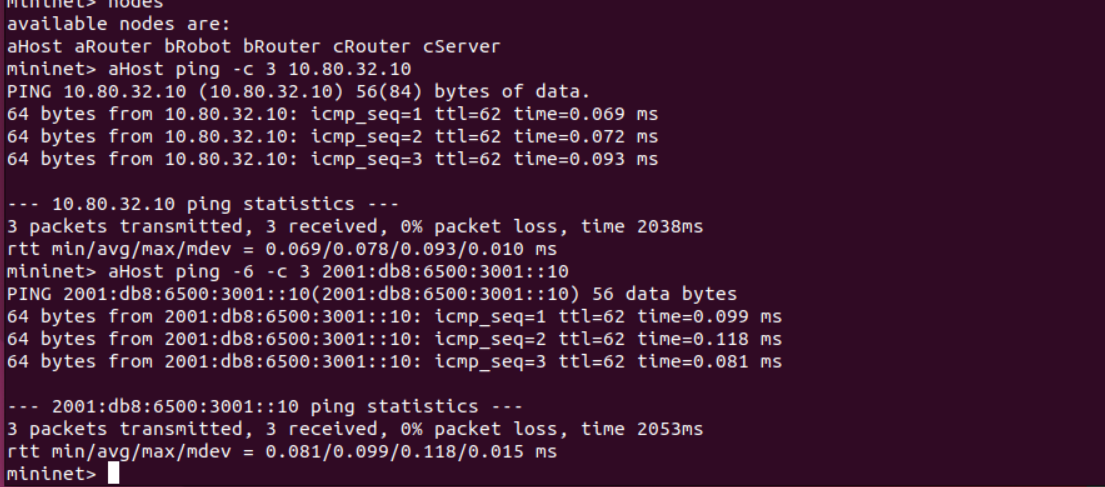 mininet> nodes
available nodes are:
aHost aRouter bRobot bRouter cRouter cServer
mininet> aHost ping -c 3 10.80.32.10
PING 10.80.32.10 (10.80.32.10) 56(84) bytes of data.
64 bytes from 10.80.32.10: icmp_seq=1 ttl=62 time=0.069 ms
64 bytes from 10.80.32.10: icmp_seq=2 ttl=62 time=0.072 ms
64 bytes from 10.80.32.10: icmp_seq=3 ttl=62 time=0.093 ms
--- 10.80.32.10 ping statistics ---
3 packets transmitted, 3 received, 0% packet loss, time 2038ms
rtt min/avg/max/mdev = 0.069/0.078/0.093/0.010 ms
mininet> aHost ping -6 -c 3 2001:db8:6500:3001::10
PING 2001:db8:6500:3001::10(2001:db8:6500:3001::10) 56 data bytes
64 bytes from 2001:db8:6500:3001::10: icmp_seq=1 ttl=62 time=0.099 ms
64 bytes from 2001:db8:6500:3001::10: icmp_seq=2 ttl=62 time=0.118 ms
64 bytes from 2001:db8:6500:3001::10: icmp_seq=3 ttl=62 time=0.081 ms
--- 2001:db8:6500:3001::10 ping statistics ---
3 packets transmitted, 3 received, 0% packet loss, time 2053ms
rtt min/avg/max/mdev = 0.081/0.099/0.118/0.015 ms
mininet>